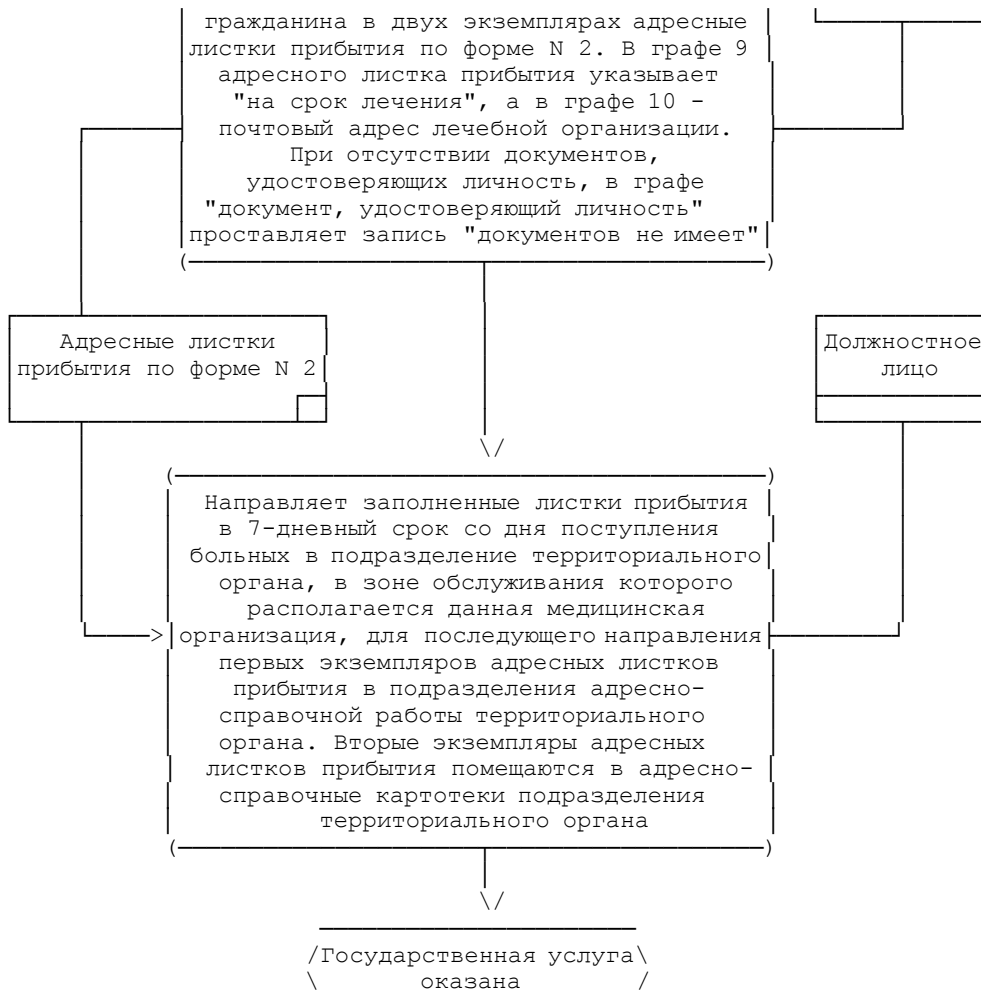 гражданина в двух экземплярах адресные
листки прибытия по форме N 2. В графе 9
адресного листка прибытия указывает
"на срок лечения", а в графе 10 -
почтовый адрес лечебной организации.
При отсутствии документов,
удостоверяющих личность, в графе
"документ, удостоверяющий личность"
проставляет запись "документов не имеет"
Адресные листки
прибытия по форме N 2
Должностное
лицо
Направляет заполненные листки прибытия
в 7-дневный срок со дня поступления
больных в подразделение территориального
органа, в зоне обслуживания которого
располагается данная медицинская
организация, для последующего направления
первых экземпляров адресных листков
прибытия в подразделения адресно-
справочной работы территориального
органа. Вторые экземпляры адресных
листков прибытия помещаются в адресно-
справочные картотеки подразделения
территориального органа
Государственная услуга
оказана